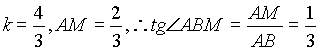 k = 4/3, AM = 2/3, ∴ tg∠ABM = AM/AB = 1/3